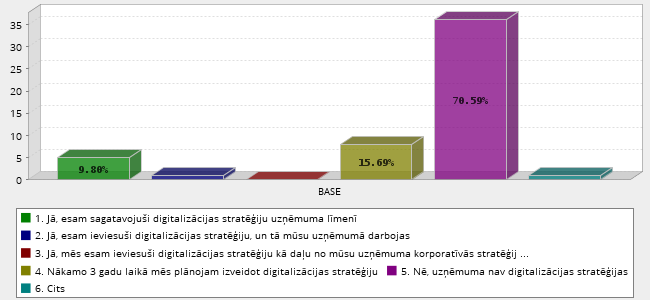 35
30
25
20
15
10
5
0
9.80%
15.69%
70.59%
BASE
1. Jā, esam sagatavojuši digitalizācijas stratēģiju uzņēmuma līmenī
2. Jā, esam ieviesuši digitalizācijas stratēģiju, un tā mūsu uzņēmumā darbojas
3. Jā, mēs esam ieviesuši digitalizācijas stratēģiju kā daļu no mūsu uzņēmuma korporatīvās stratēģij ...
4. Nākamo 3 gadu laikā mēs plānojam izveidot digitalizācijas stratēģiju 5. Nē, uzņēmuma nav digitalizācijas stratēģijas
6. Cits